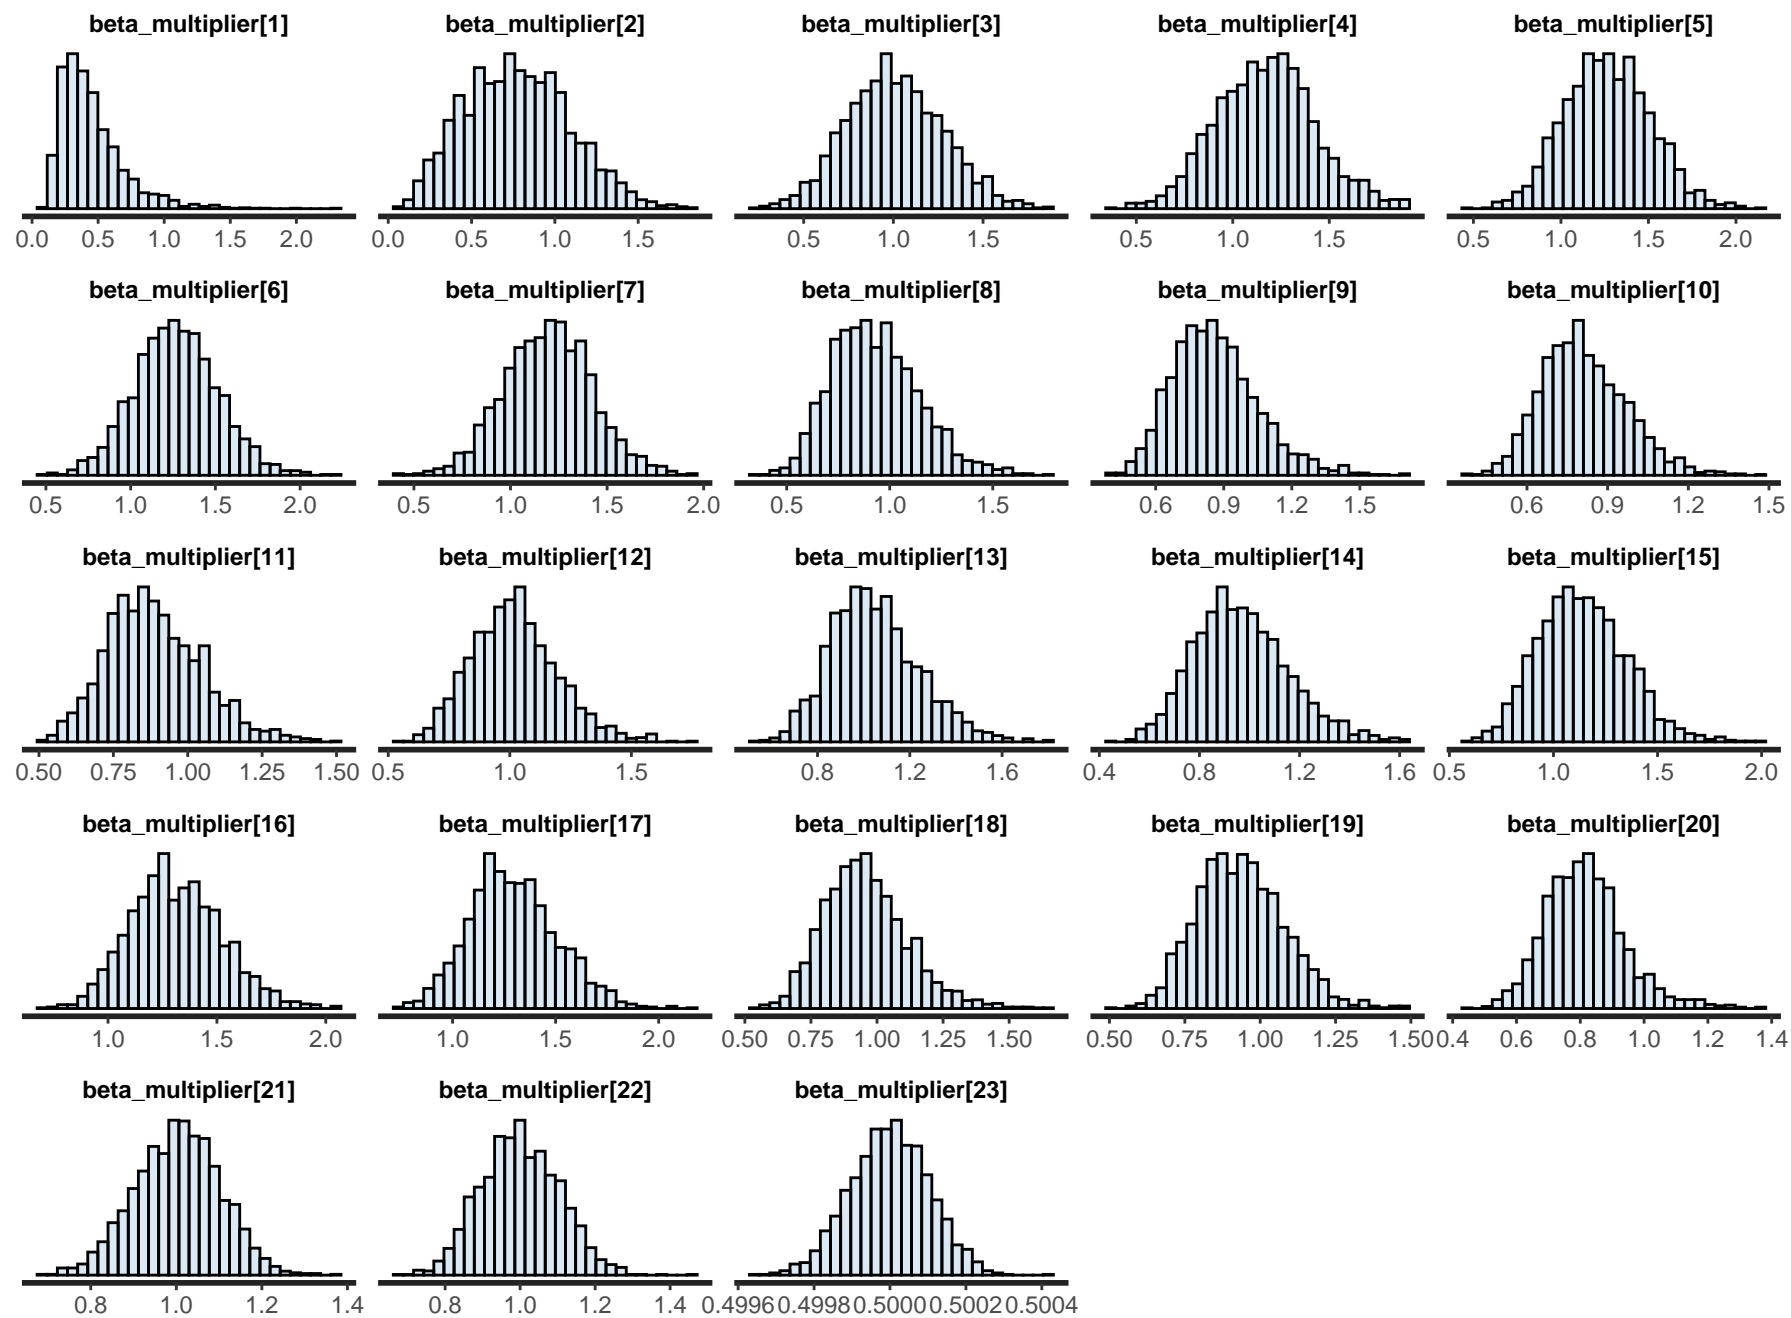 beta_multiplier[1] beta_multiplier[2] beta_multiplier[3] beta_multiplier[4] beta_multiplier[5]
0.0 0.5 1.0 1.5 2.0 0.0 0.5 1.0 1.5 0.5 1.0 1.5 0.5 1.0 1.5 0.5 1.0 1.5 2.0
beta_multiplier[6] beta_multiplier[7] beta_multiplier[8] beta_multiplier[9] beta_multiplier[10]
0.5 1.0 1.5 2.0 0.5 1.0 1.5 2.0 0.5 1.0 1.5 0.6 0.9 1.2 1.5 0.6 0.9 1.2 1.5
beta_multiplier[11] beta_multiplier[12] beta_multiplier[13] beta_multiplier[14] beta_multiplier[15]
0.50 0.75 1.00 1.25 1.50 0.5 1.0 1.5 0.8 1.2 1.6 0.4 0.8 1.2 1.6 0.5 1.0 1.5 2.0
beta_multiplier[16] beta_multiplier[17] beta_multiplier[18] beta_multiplier[19] beta_multiplier[20]
1.0 1.5 2.0 1.0 1.5 2.0 0.50 0.75 1.00 1.25 1.50 0.50 0.75 1.00 1.25 1.50 0.4 0.6 0.8 1.0 1.2 1.4
beta_multiplier[21] beta_multiplier[22] beta_multiplier[23]
0.8 1.0 1.2 1.4 0.8 1.0 1.2 1.4 0.4996 0.4998 0.5000 0.5002 0.5004